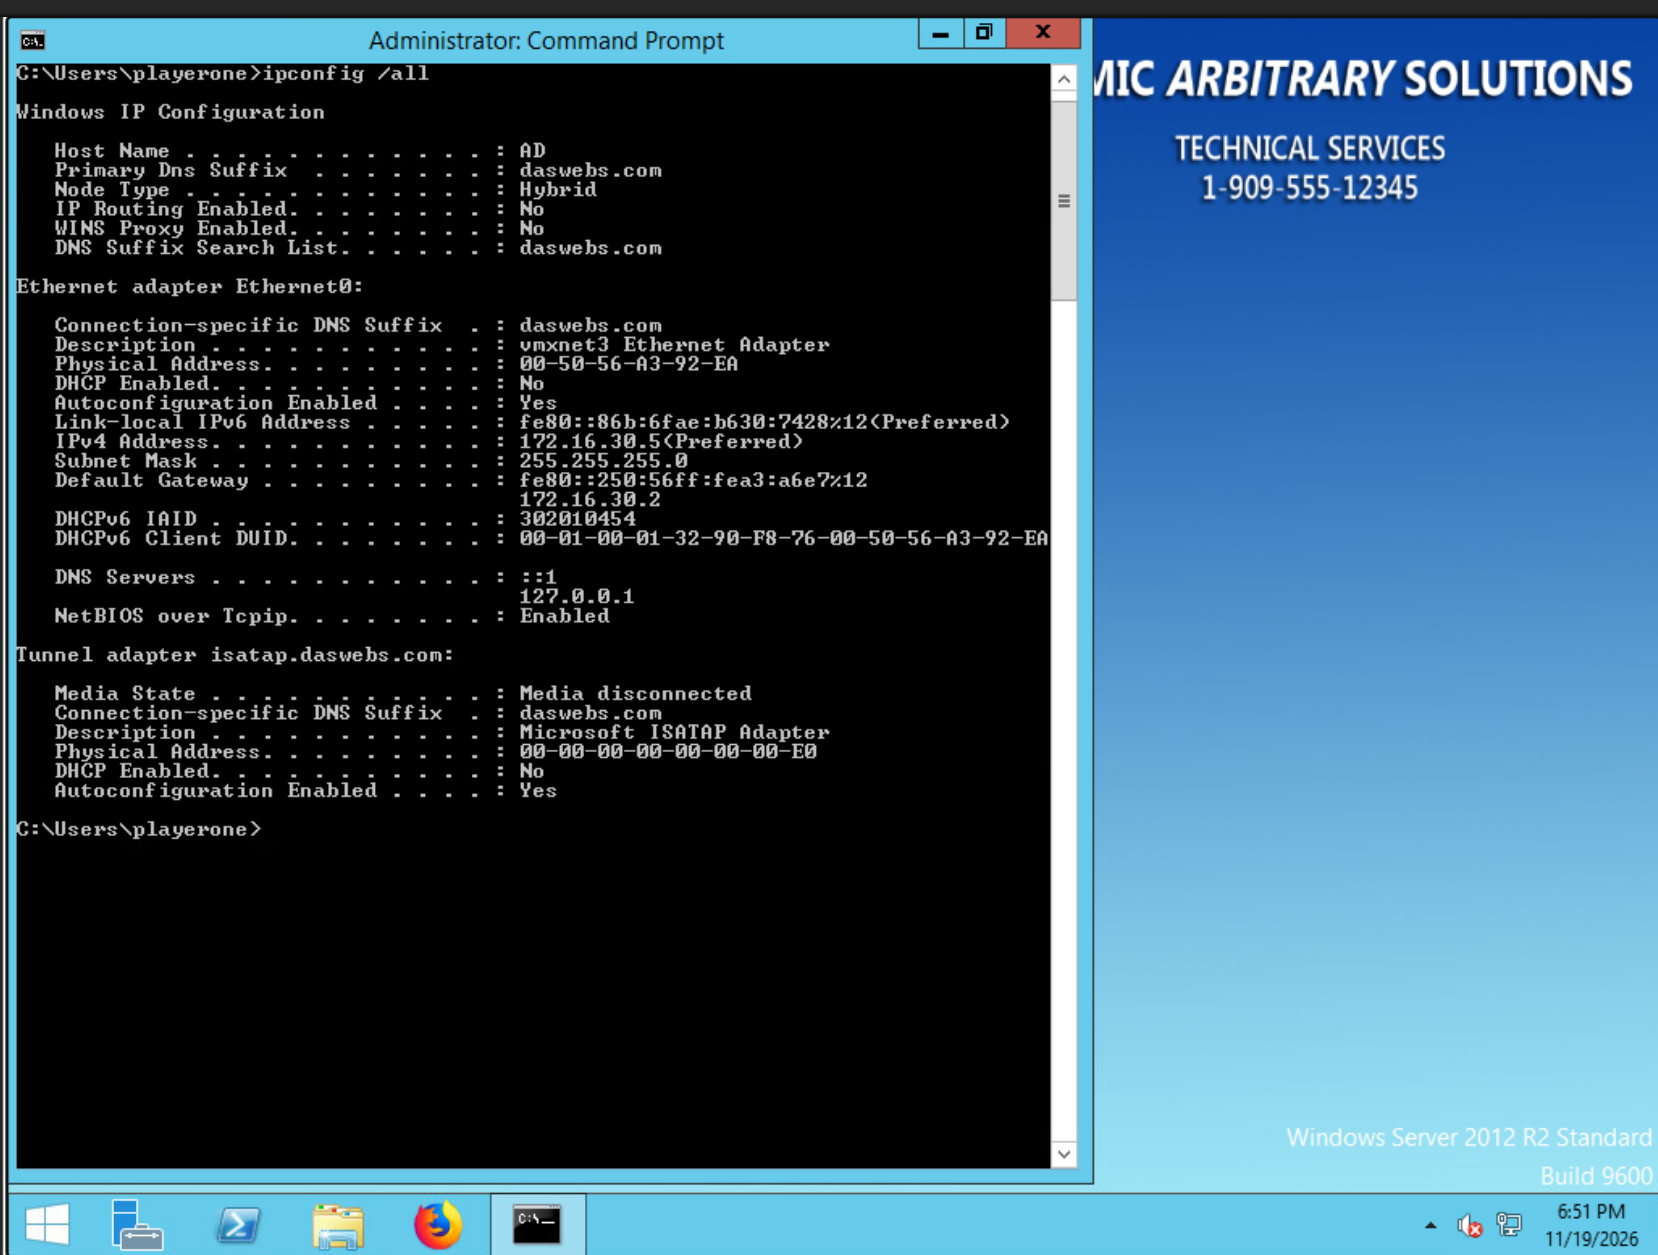 Administrator: Command Prompt
C:\Users\playerone>ipconfig /all
Windows IP Configuration
Host Name . . . . . . . . . . . . : AD
Primary Dns Suffix  . . . . . . . : daswebs.com
Node Type . . . . . . . . . . . . : Hybrid
IP Routing Enabled. . . . . . . . : No
WINS Proxy Enabled. . . . . . . . : No
DNS Suffix Search List. . . . . . : daswebs.com
Ethernet adapter Ethernet0:
Connection-specific DNS Suffix  . : daswebs.com
Description . . . . . . . . . . . : vmxnet3 Ethernet Adapter
Physical Address. . . . . . . . . : 00-50-56-A3-92-EA
DHCP Enabled. . . . . . . . . . . : No
Autoconfiguration Enabled . . . . : Yes
Link-local IPv6 Address . . . . . : fe80::86b:6fae:b630:7428%12(Preferred)
IPv4 Address. . . . . . . . . . . : 172.16.30.5(Preferred)
Subnet Mask . . . . . . . . . . . : 255.255.255.0
Default Gateway . . . . . . . . . : fe80::250:56ff:fea3:a6e7%12
172.16.30.2
DHCPv6 IAID . . . . . . . . . . . : 302010454
DHCPv6 Client DUID. . . . . . . . : 00-01-00-01-32-90-F8-76-00-50-56-A3-92-EA
DNS Servers . . . . . . . . . . . : ::1
127.0.0.1
NetBIOS over Tcpip. . . . . . . . : Enabled
Tunnel adapter isatap.daswebs.com:
Media State . . . . . . . . . . . : Media disconnected
Connection-specific DNS Suffix  . : daswebs.com
Description . . . . . . . . . . . : Microsoft ISATAP Adapter
Physical Address. . . . . . . . . : 00-00-00-00-00-00-00-E0
DHCP Enabled. . . . . . . . . . . : No
Autoconfiguration Enabled . . . . : Yes
C:\Users\playerone>
MIC ARBITRARY SOLUTIONS
TECHNICAL SERVICES
1-909-555-12345
Windows Server 2012 R2 Standard
Build 9600
6:51 PM
11/19/2026